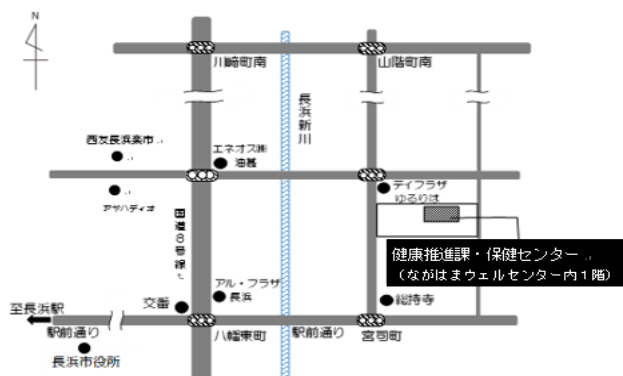 N
川崎町南
山階町南
長浜新川
西友長浜楽市
エネオス㈱
油甚
アヤハディオ
デイプラザ
ゆるりは
国道8号線
健康推進課・保健センター
（ながはまウェルセンター内1階）
アル・プラザ
長浜
交番
総持寺
至長浜駅
駅前通り
八幡東町
駅前通り
宮司町
長浜市役所